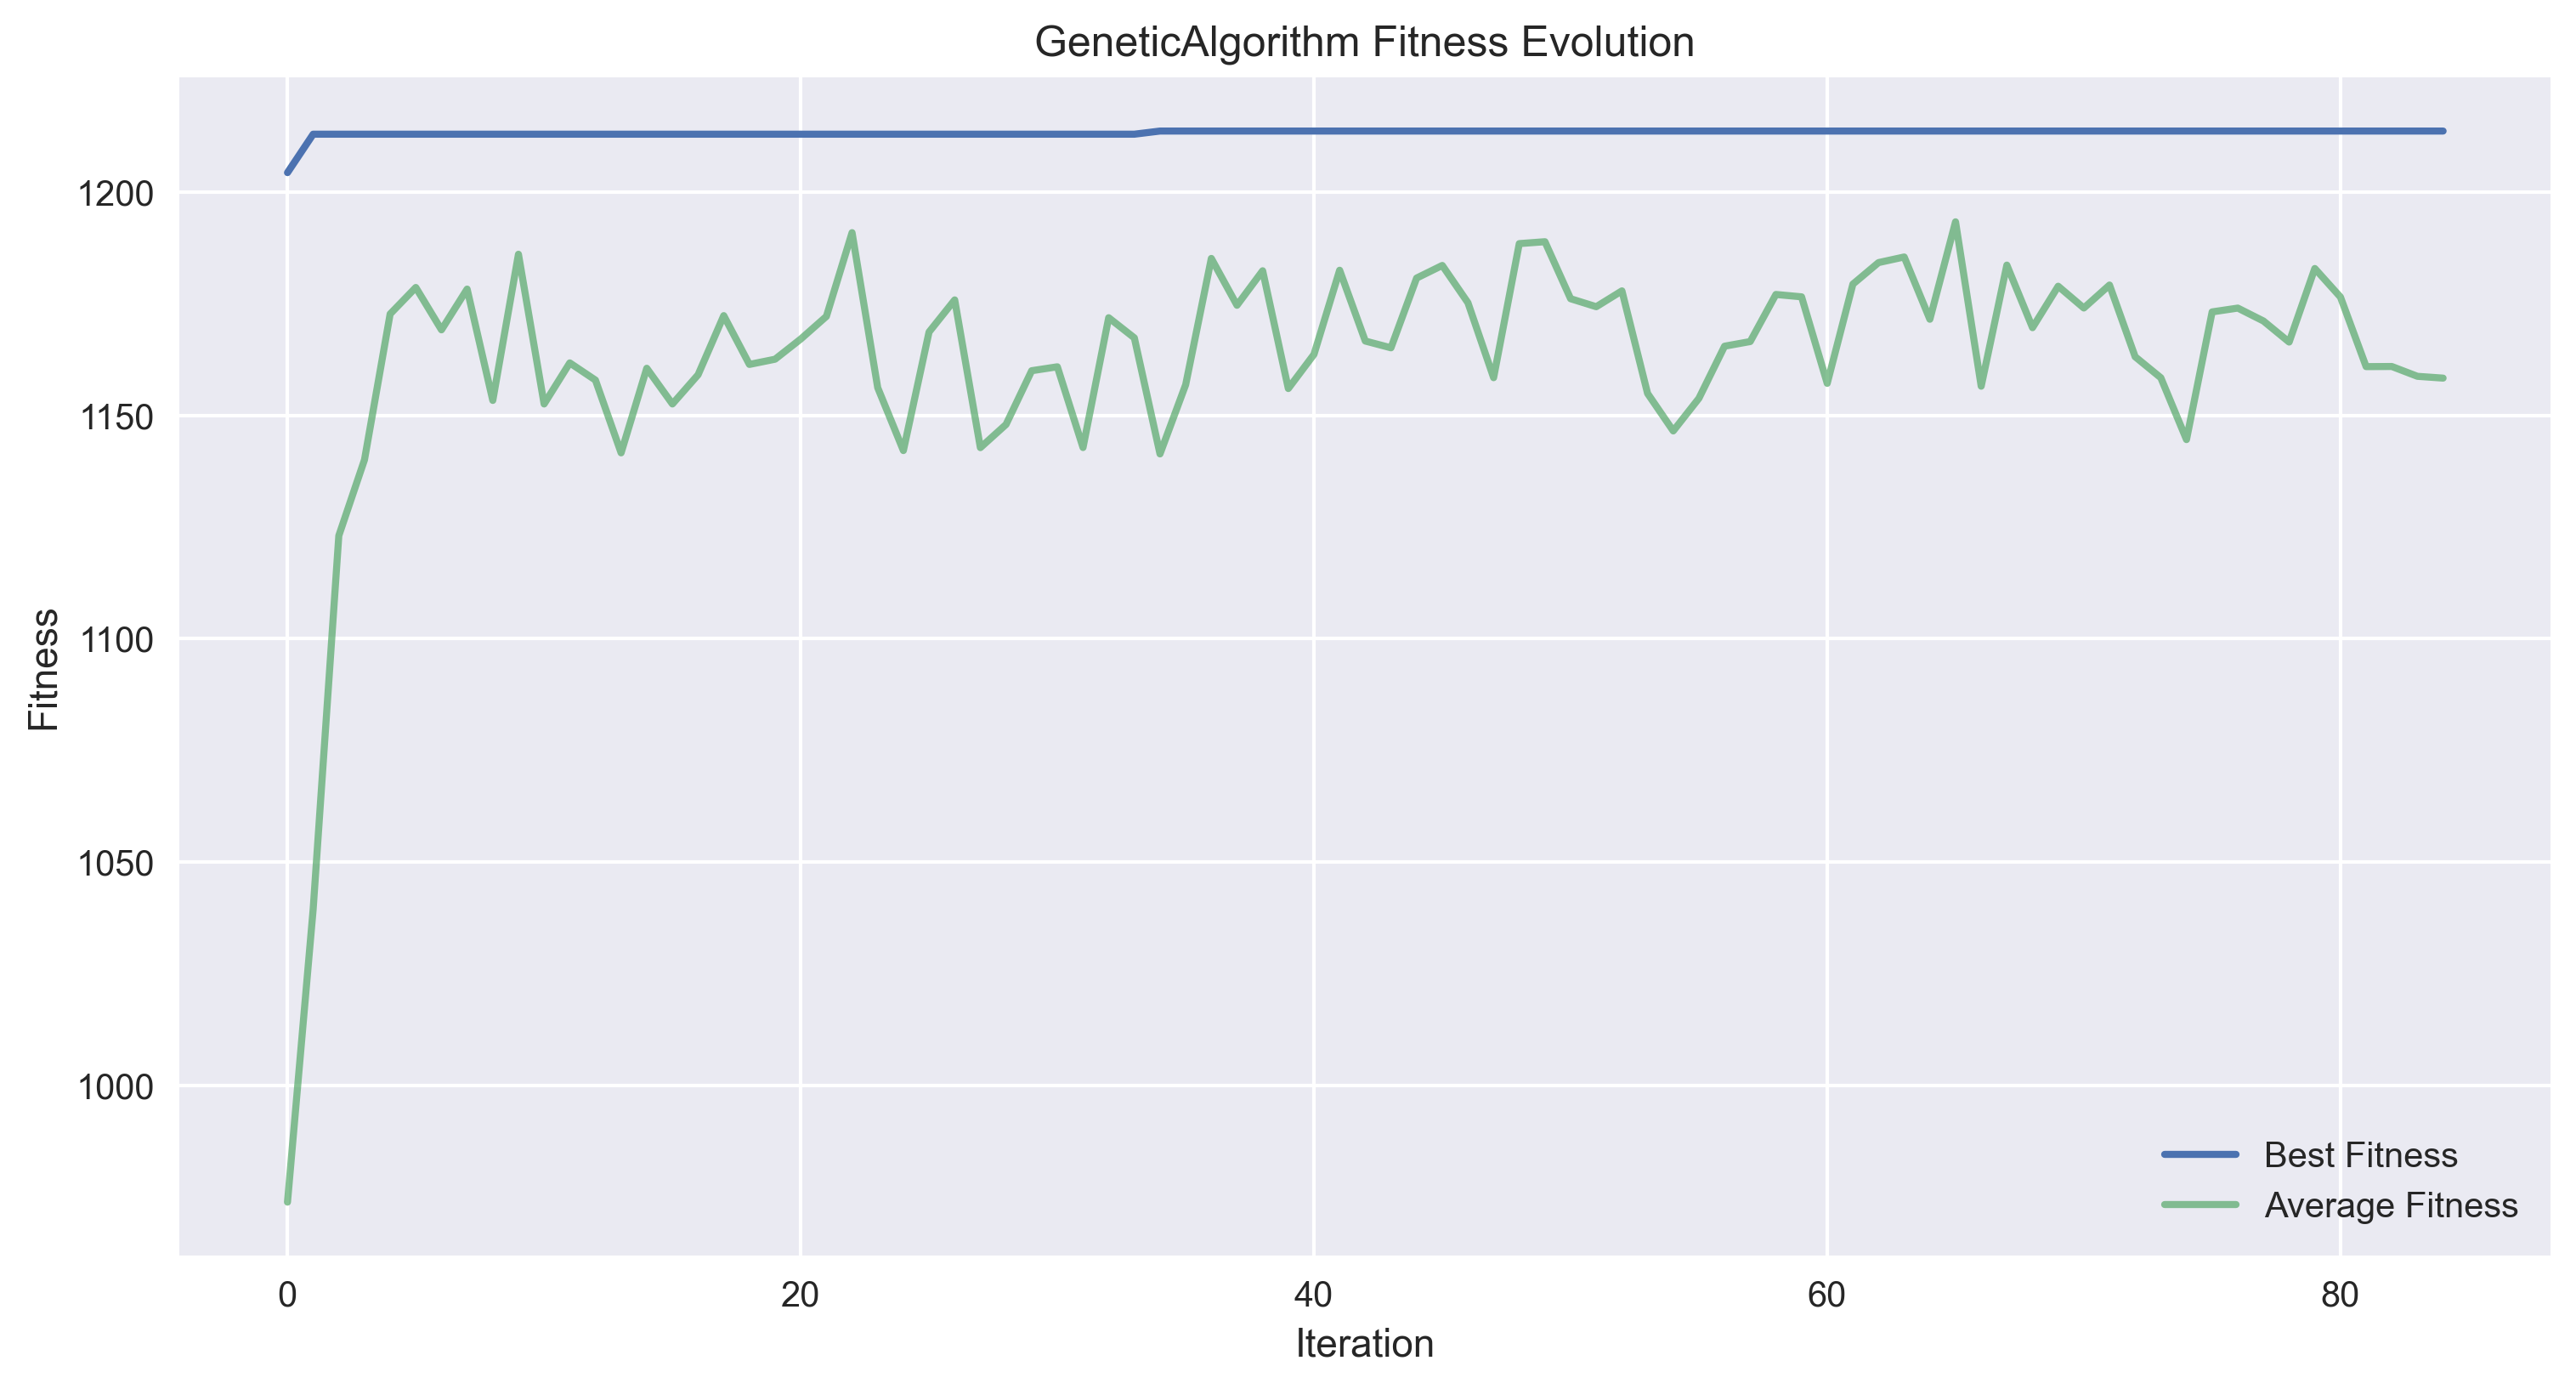 GeneticAlgorithm Fitness Evolution
1200
1150
1100
1050
1000
Fitness
0 20 40 60 80
Iteration
Best Fitness
Average Fitness